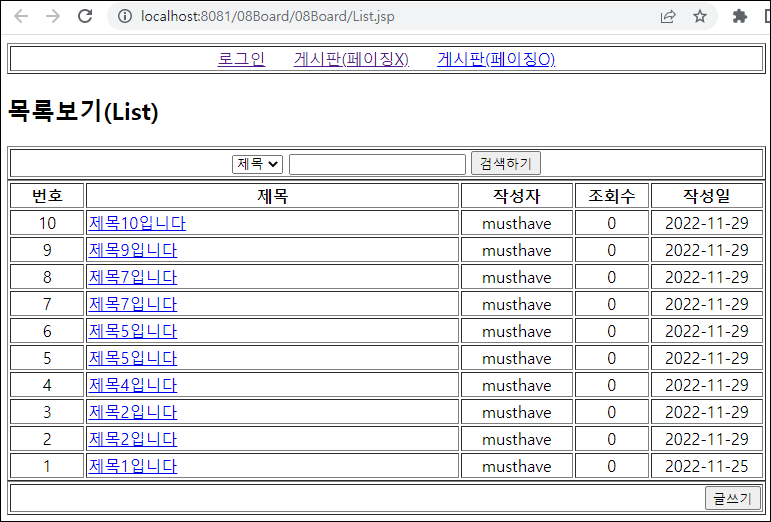 localhost:8081/08Board/08Board/List.jsp
로그인 게시판(페이징X) 게시판(페이징O)
목록보기(List)
제목 검색하기
번호 제목 작성자 조회수 작성일
10 제목10입니다 musthave 0 2022-11-29
9 제목9입니다 musthave 0 2022-11-29
8 제목7입니다 musthave 0 2022-11-29
7 제목7입니다 musthave 0 2022-11-29
6 제목5입니다 musthave 0 2022-11-29
5 제목5입니다 musthave 0 2022-11-29
4 제목4입니다 musthave 0 2022-11-29
3 제목2입니다 musthave 0 2022-11-29
2 제목2입니다 musthave 0 2022-11-29
1 제목1입니다 musthave 0 2022-11-25
글쓰기